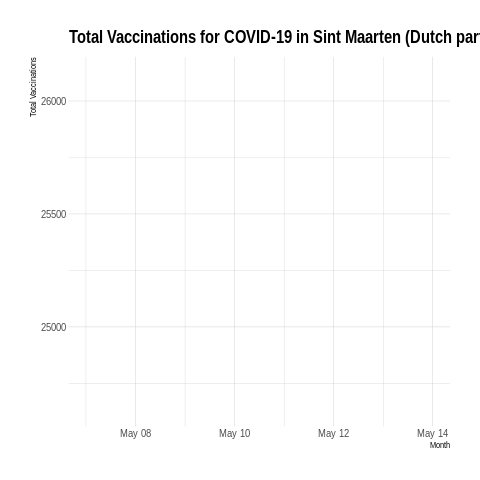 Total Vaccinations for COVID-19 in Sint Maarten (Dutch par
Total Vaccinations
26000
25500
25000
May 08
May 10
May 12
May 14
Month